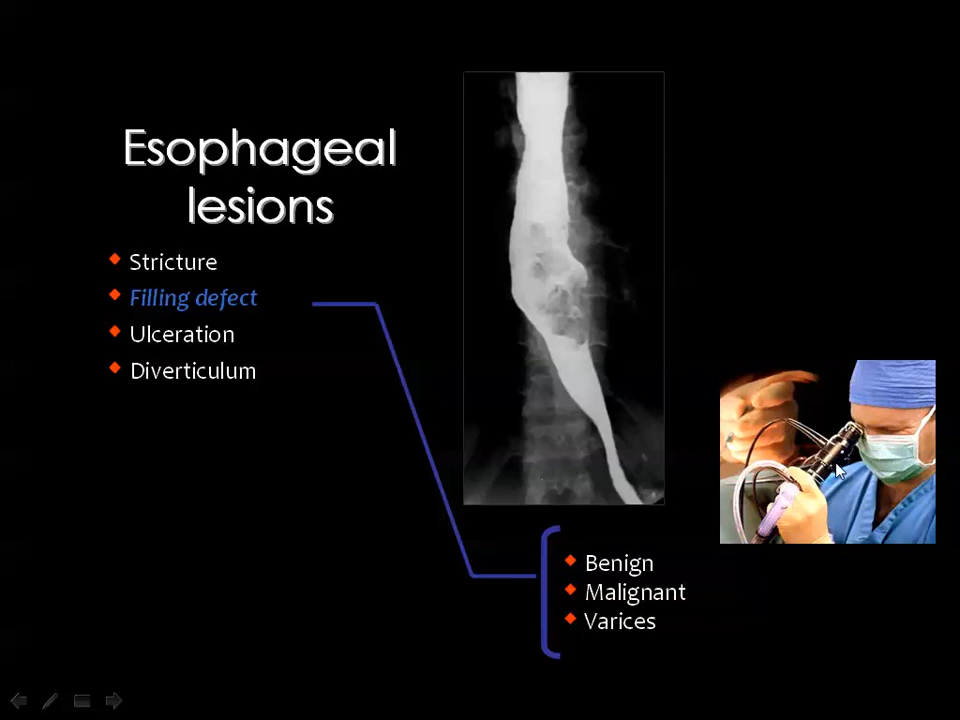 Esophageal
lesions
Stricture
Filling defect
Ulceration
Diverticulum
Benign
Malignant
Varices